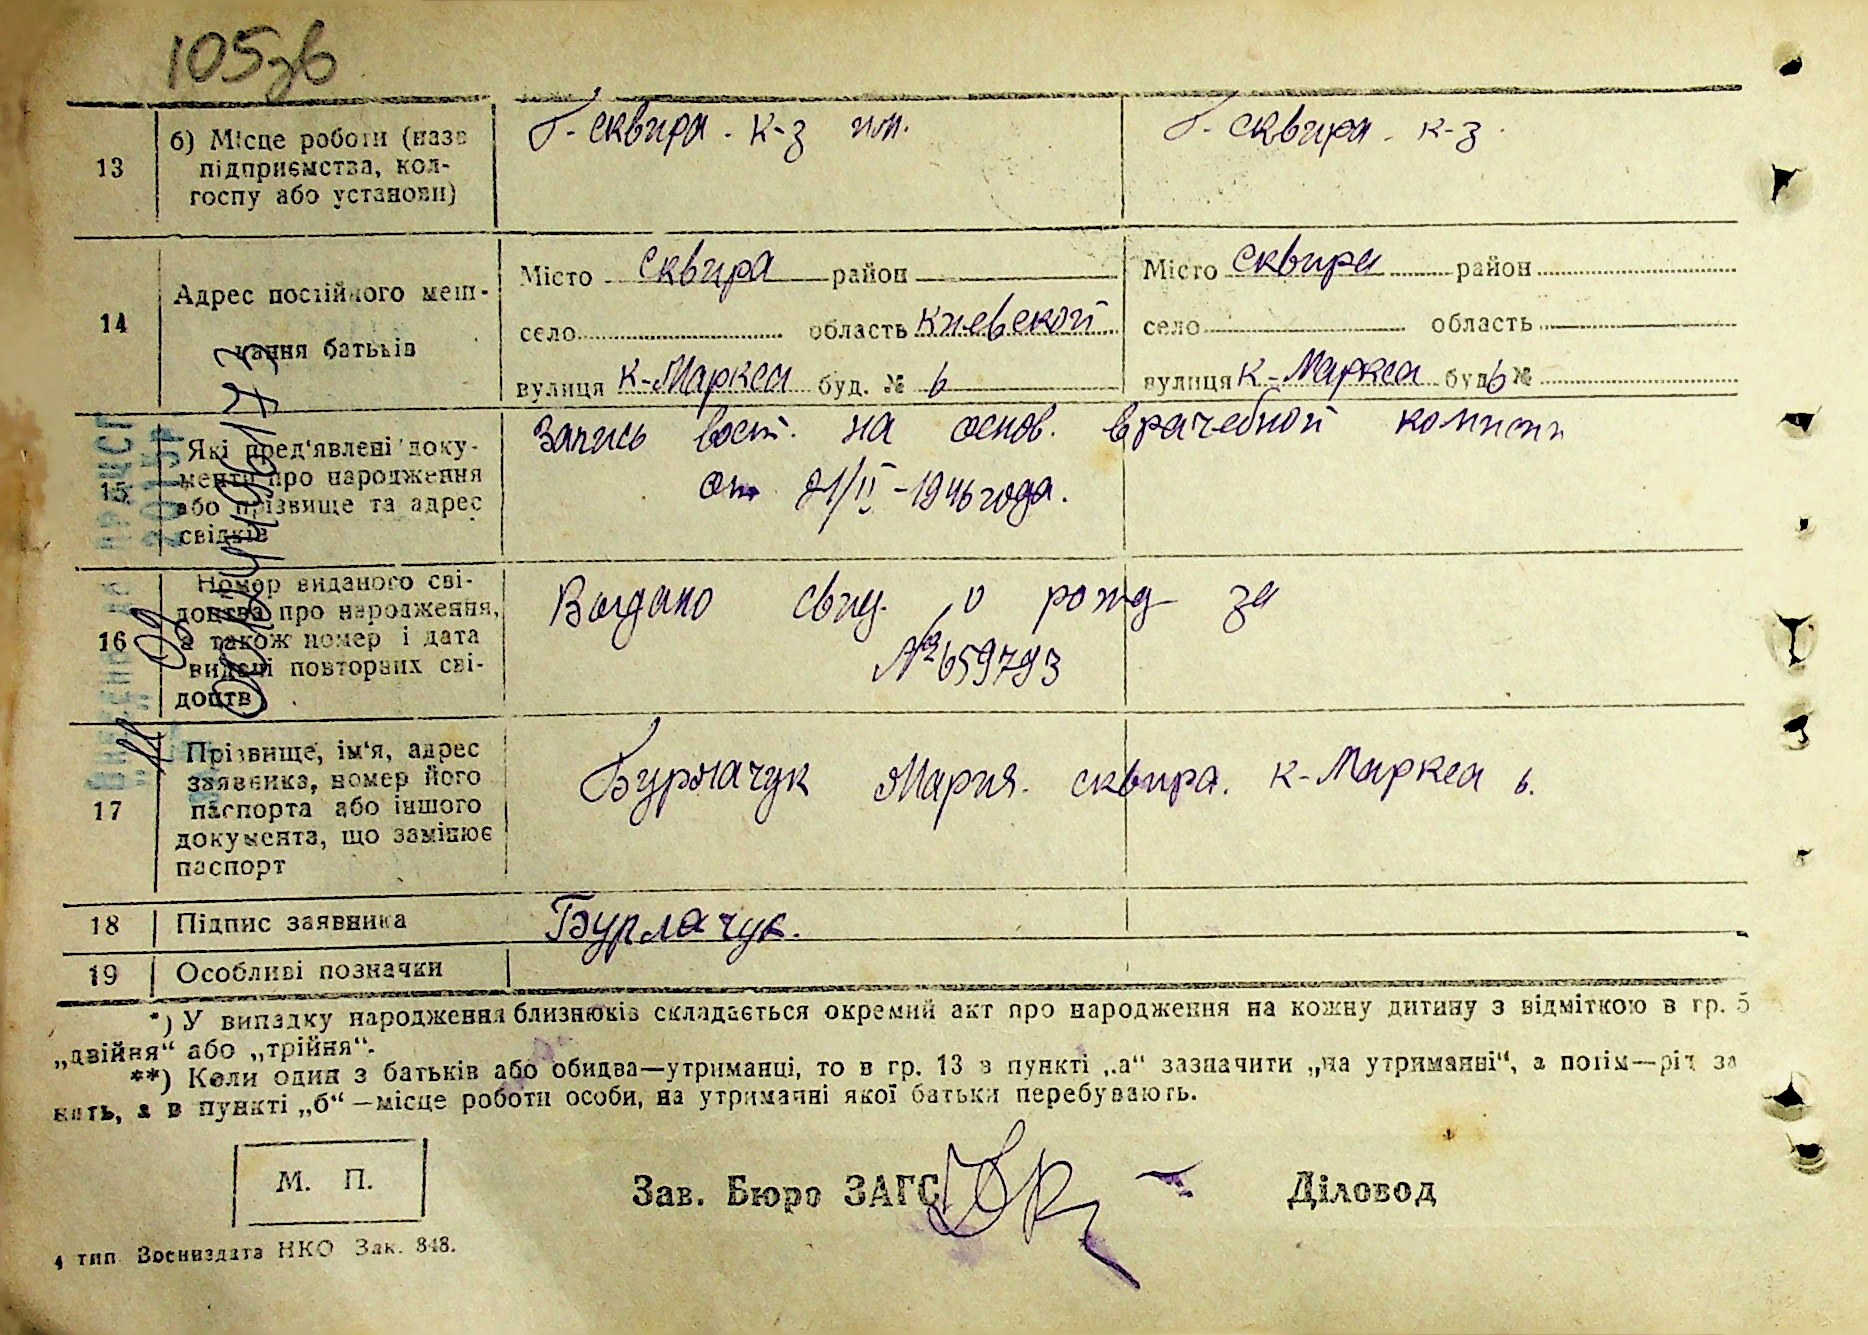 105зв
13
б) Місце роботи (назва
підприємства, кол-
госпу або установи)
Г. Сквира. к-з им.
Г. Сквира. к-з.
14
Адрес постійного меш-
кання батьків
Місто Сквира район
село область Киевской
вулиця К-Маркса буд. № 6
Місто Сквира район
село область
вулиця К-Маркса буд 6 №
15
Які пред'явлені доку-
менти про народження
або прізвище та адрес
свідків
Запись вост. на основ. врачебной комисии
от 21/II-1946 года.
16
Номер виданого сві-
доцтва про народження,
а також номер і дата
видачі повторних сві-
доцтв
Выдано свид. о рожд за
№ 659793
17
Прізвище, ім'я, адрес
заявника, номер його
паспорта або іншого
документа, що замінює
паспорт
Бурлачук Мария. Сквира. К-Маркса 6.
18
Підпис заявника
Бурлачук.
19
Особливі позначки
*) У випадку народження близнюків складається окремий акт про народження на кожну дитину з відміткою в гр. 5
„двійня“ або „трійня“.
**) Коли один з батьків або обидва—утриманці, то в гр. 13 в пункті „а“ зазначити „на утриманні“, а потім—рід за
нять, а в пункті „б“—місце роботи особи, на утриманні якої батьки перебувають.
М. П.
Зав. Бюро ЗАГС
Діловод
4 тип. Воениздата НКО Зак. 848.